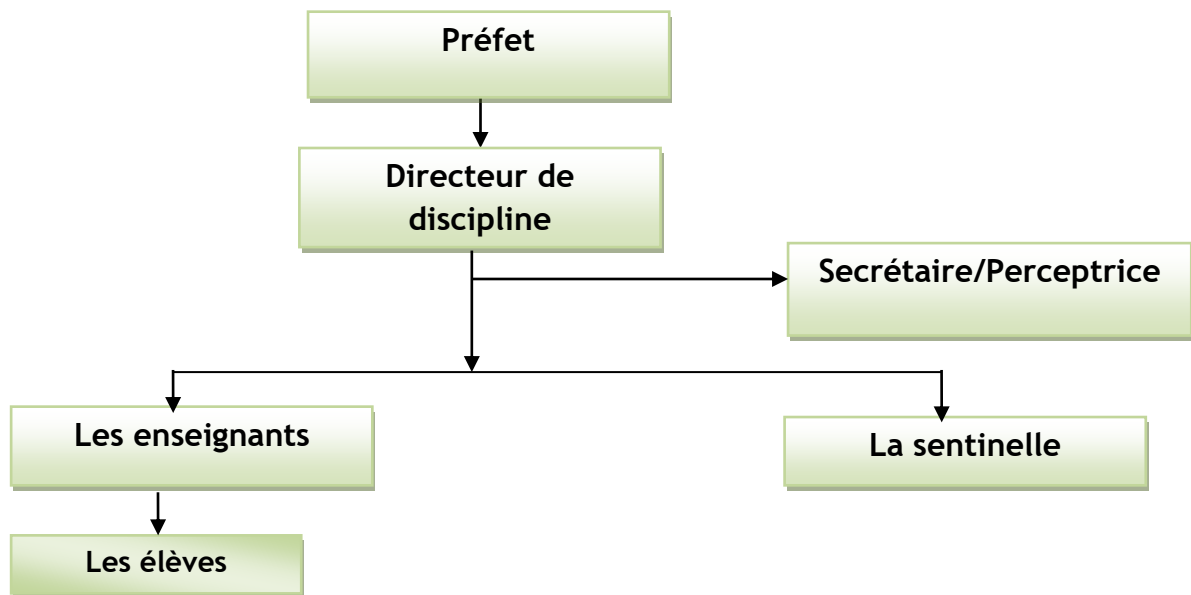 Préfet
Directeur de
discipline
Secrétaire/Perceptrice
Les enseignants
La sentinelle
Les élèves